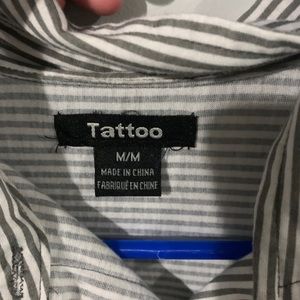 Tattoo
M/M
MADE IN CHINA
FABRIQUÉ EN CHINE